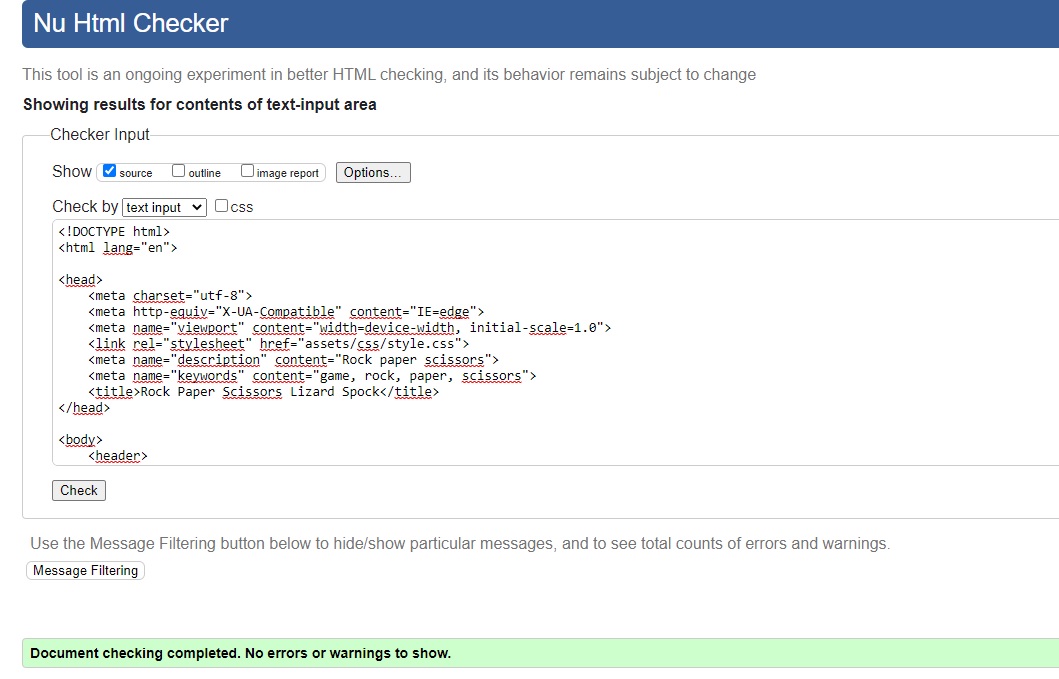 Nu Html Checker
This tool is an ongoing experiment in better HTML checking, and its behavior remains subject to change
Showing results for contents of text-input area
Checker Input
Show source outline image report Options...
Check by text input css
<!DOCTYPE html>
<html lang="en">
<head>
<meta charset="utf-8">
<meta http-equiv="X-UA-Compatible" content="IE=edge">
<meta name="viewport" content="width=device-width, initial-scale=1.0">
<link rel="stylesheet" href="assets/css/style.css">
<meta name="description" content="Rock paper scissors">
<meta name="keywords" content="game, rock, paper, scissors">
<title>Rock Paper Scissors Lizard Spock</title>
</head>
<body>
<header>
Check
Use the Message Filtering button below to hide/show particular messages, and to see total counts of errors and warnings.
Message Filtering
Document checking completed. No errors or warnings to show.